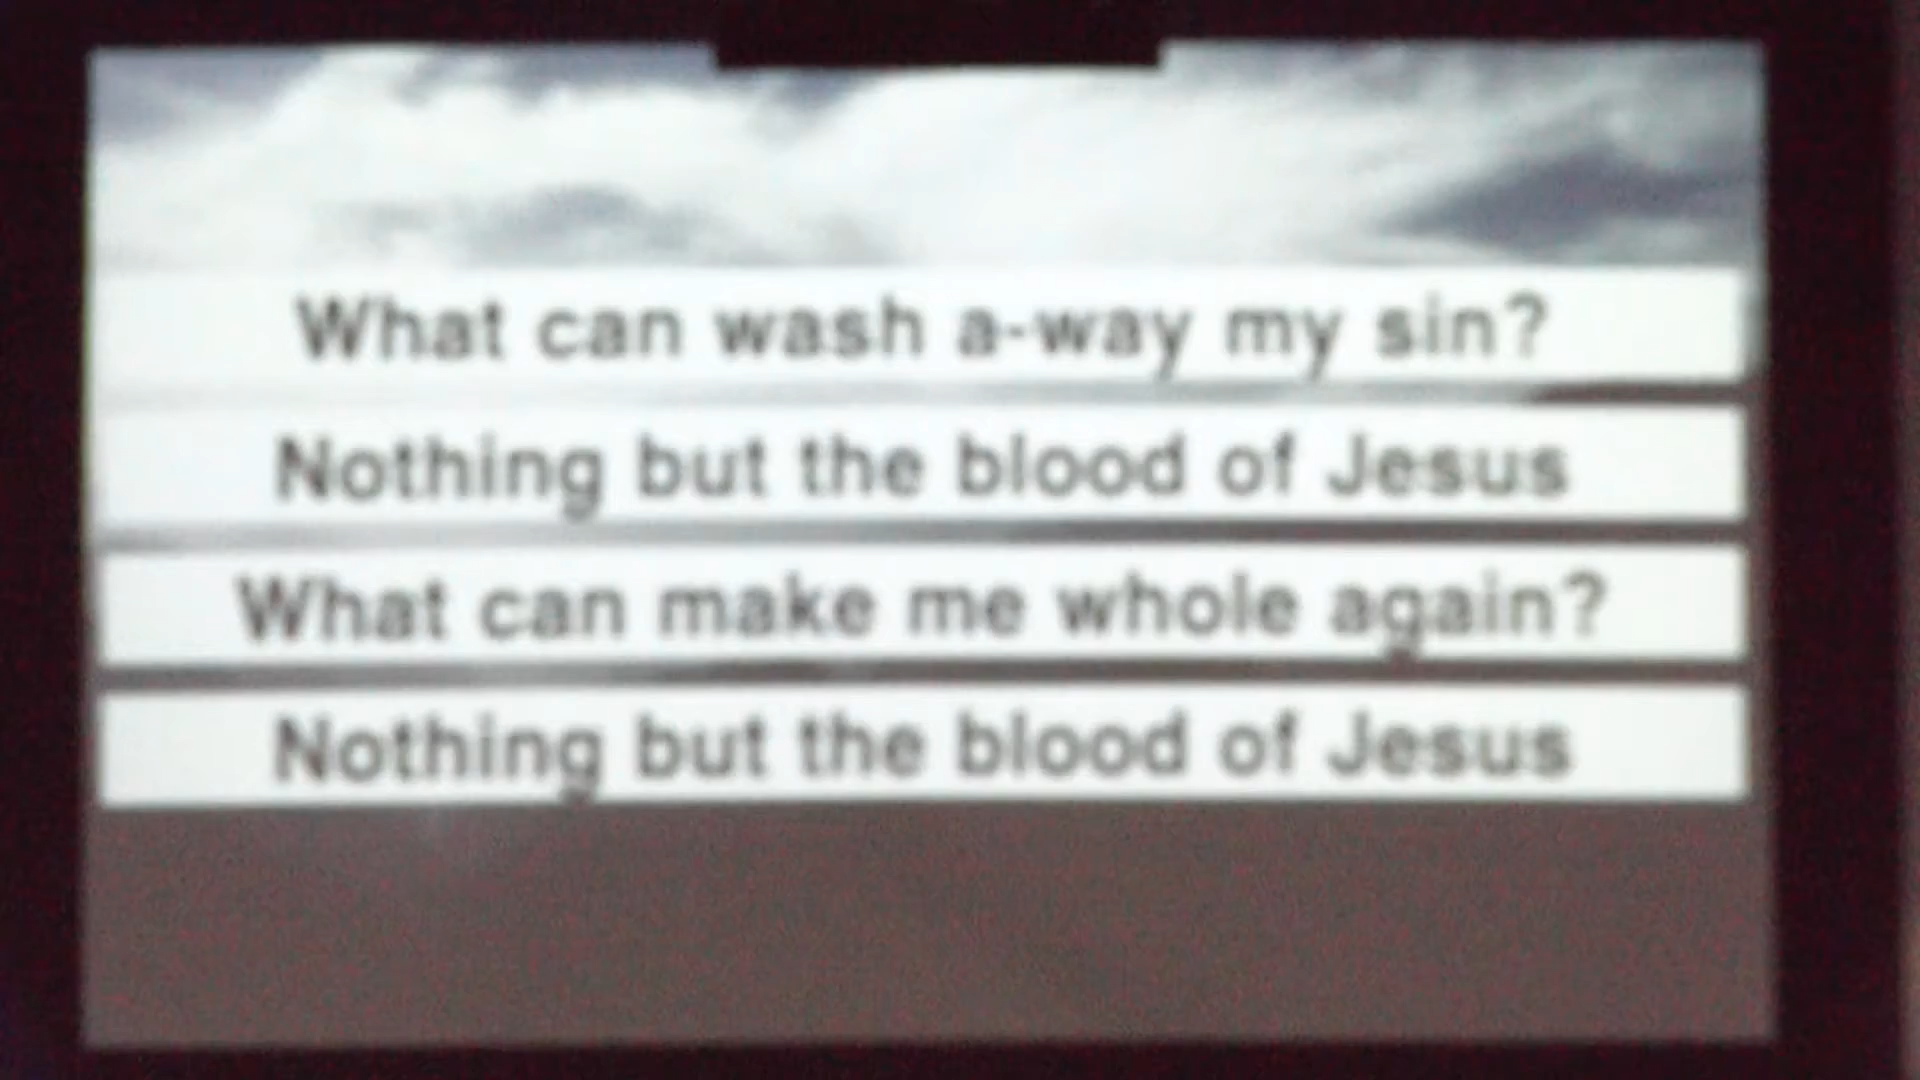 What can wash a-way my sin?
Nothing but the blood of Jesus
What can make me whole again?
Nothing but the blood of Jesus